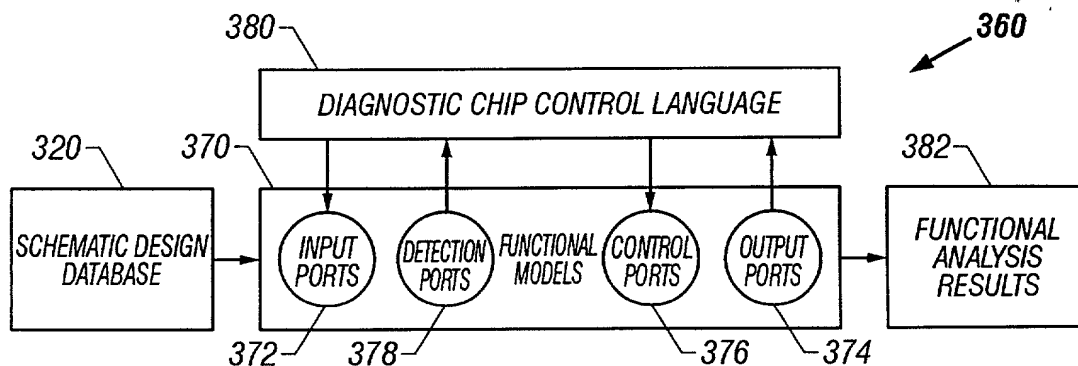 380
360
DIAGNOSTIC CHIP CONTROL LANGUAGE
320
370
382
SCHEMATIC DESIGN
DATABASE
INPUT
PORTS
DETECTION
PORTS
FUNCTIONAL
MODELS
CONTROL
PORTS
OUTPUT
PORTS
FUNCTIONAL
ANALYSIS
RESULTS
372
378
376
374